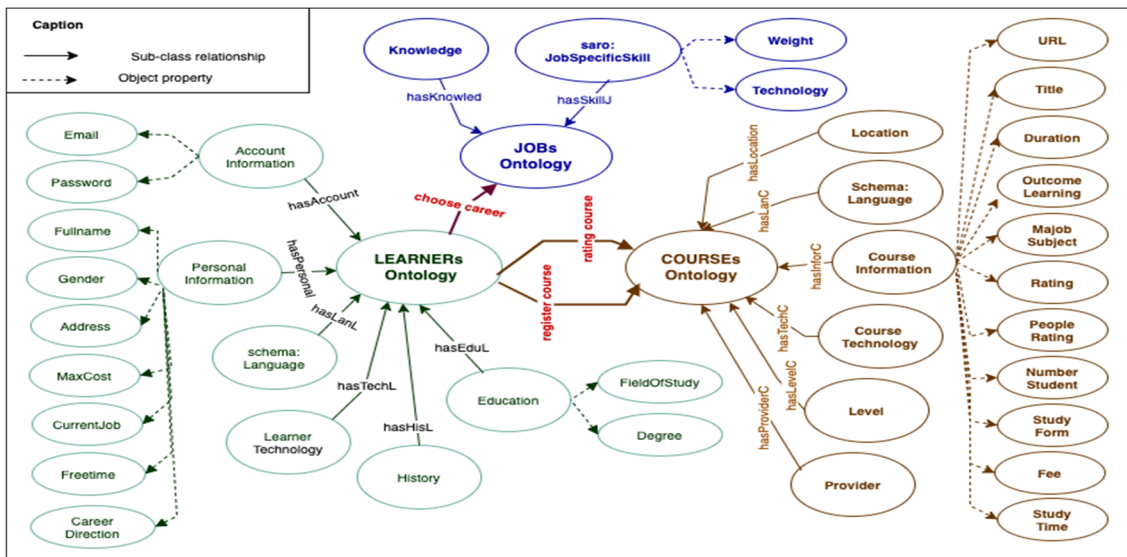 Caption
Sub-class relationship
Object property
Knowledge
saro:
JobSpecificSkill
Weight
Technology
hasKnowled
hasSkillJ
JOBs
Ontology
choose career
Email
Password
Account
Information
hasAccount
Fullname
Gender
Address
MaxCost
CurrentJob
Freetime
Career
Direction
Personal
Information
hasPersonal
LEARNERs
Ontology
schema:
Language
hasLanL
Learner
Technology
hasTechL
History
hasHisL
Education
hasEduL
FieldOfStudy
Degree
rating course
register course
COURSEs
Ontology
Location
hasLocation
Schema:
Language
hasLanC
Course
Information
hasInforC
Course
Technology
hasTechC
Level
hasLevelC
Provider
hasProviderC
URL
Title
Duration
Outcome
Learning
Majob
Subject
Rating
People
Rating
Number
Student
Study
Form
Fee
Study
Time